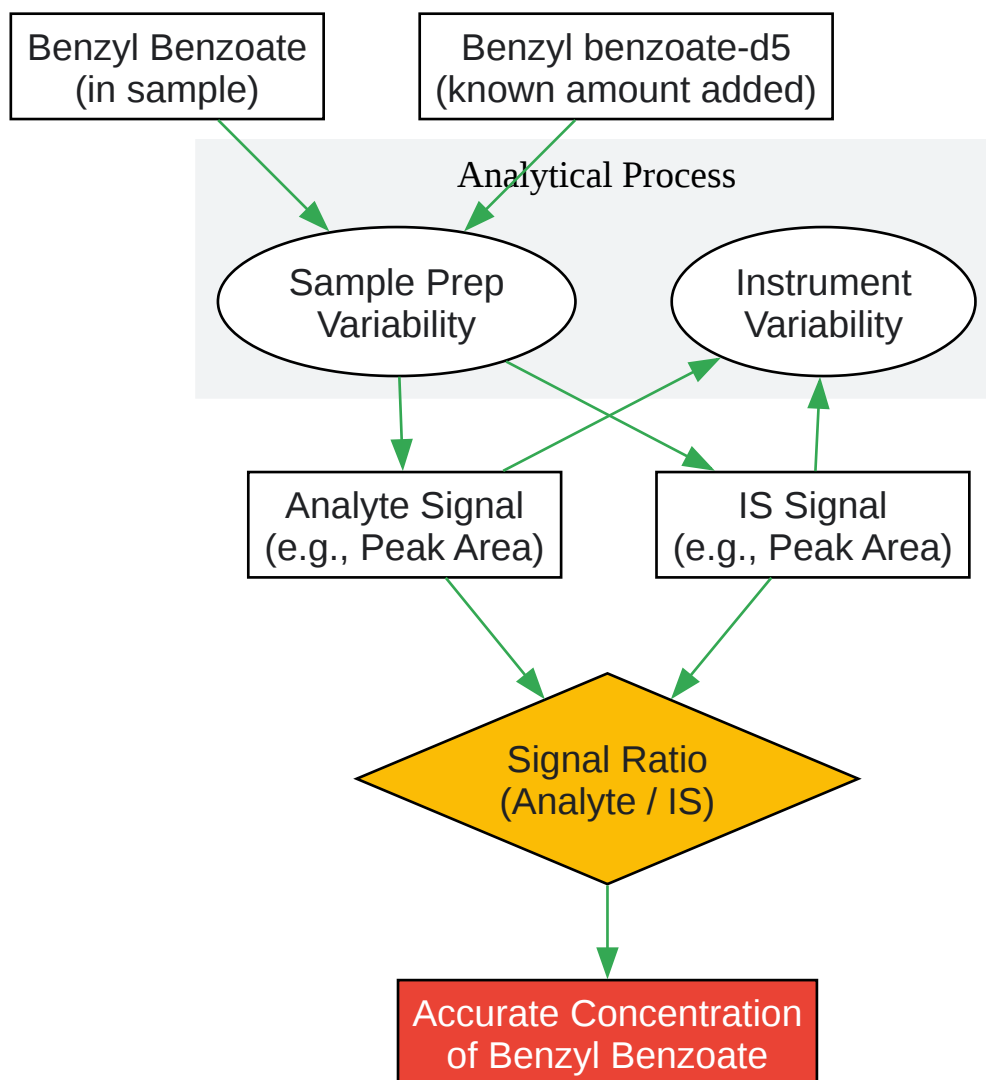 Benzyl Benzoate
(in sample)
Benzyl benzoate-d5
(known amount added)
Analytical Process
Sample Prep
Variability
Instrument
Variability
Analyte Signal
(e.g., Peak Area)
IS Signal
(e.g., Peak Area)
Signal Ratio
(Analyte / IS)
Accurate Concentration
of Benzyl Benzoate